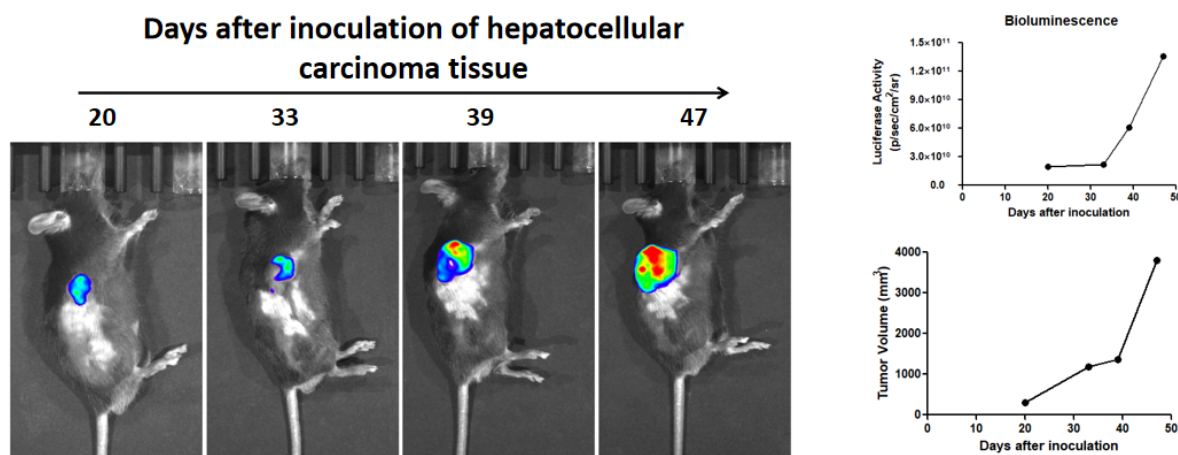 Days after inoculation of hepatocellular
carcinoma tissue
20 33 39 47
Bioluminescence
Luciferase Activity
(p/sec/cm²/sr)
1.5×10¹¹
1.2×10¹¹
9.0×10¹⁰
6.0×10¹⁰
3.0×10¹⁰
0.0
0 10 20 30 40 50
Days after inoculation
Tumor Volume (mm³)
4000
3000
2000
1000
0
0 10 20 30 40 50
Days after inoculation